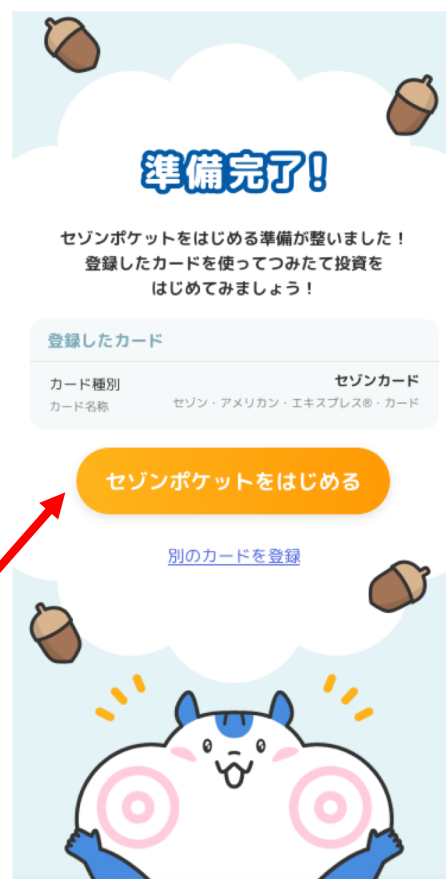 準備完了!
セゾンポケットをはじめる準備が整いました！
登録したカードを使ってつみたて投資を
はじめてみましょう！
登録したカード
カード種別 セゾンカード
カード名称 セゾン・アメリカン・エキスプレス®・カード
セゾンポケットをはじめる
別のカードを登録